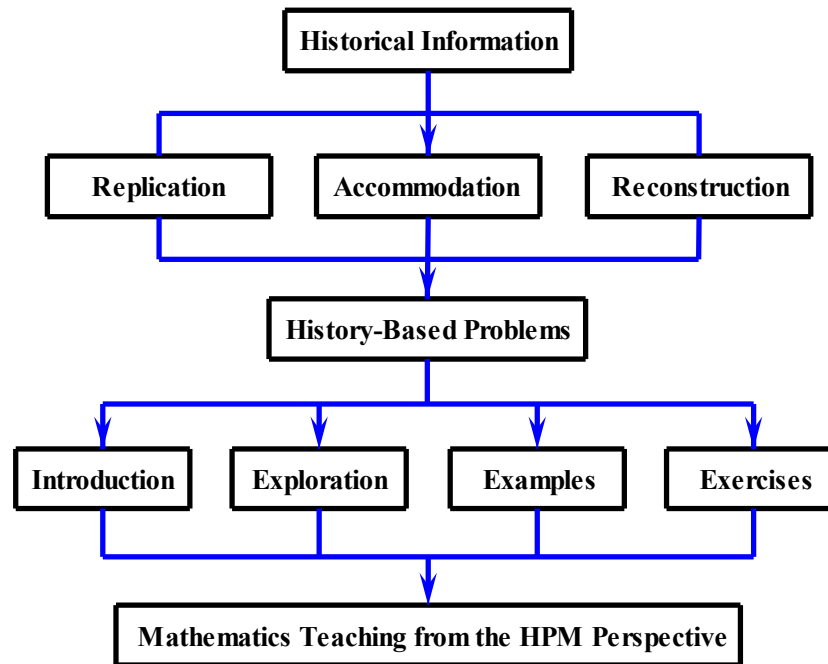 Historical Information
Replication
Accommodation
Reconstruction
History-Based Problems
Introduction
Exploration
Examples
Exercises
Mathematics Teaching from the HPM Perspective